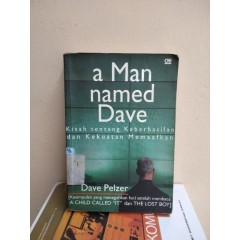 a Man
named
Dave
Kisah tentang Keberhasilan
dan Kekuatan Memaafkan
Dave Pelzer
A CHILD CALLED "IT" dan THE LOST BOY